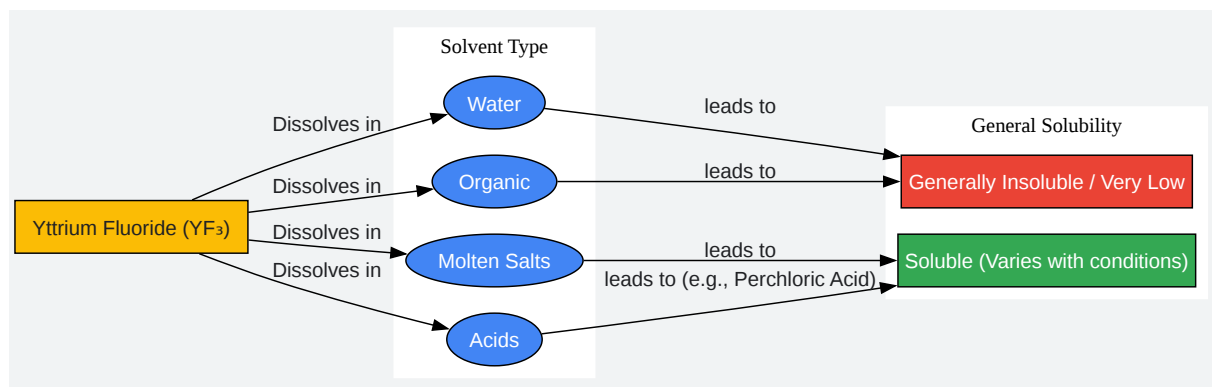 Solvent Type
Water
Dissolves in
leads to
General Solubility
Organic
Dissolves in
leads to
Generally Insoluble / Very Low
Yttrium Fluoride (YF₃)
Dissolves in
Molten Salts
leads to
Soluble (Varies with conditions)
Dissolves in
leads to (e.g., Perchloric Acid)
Acids